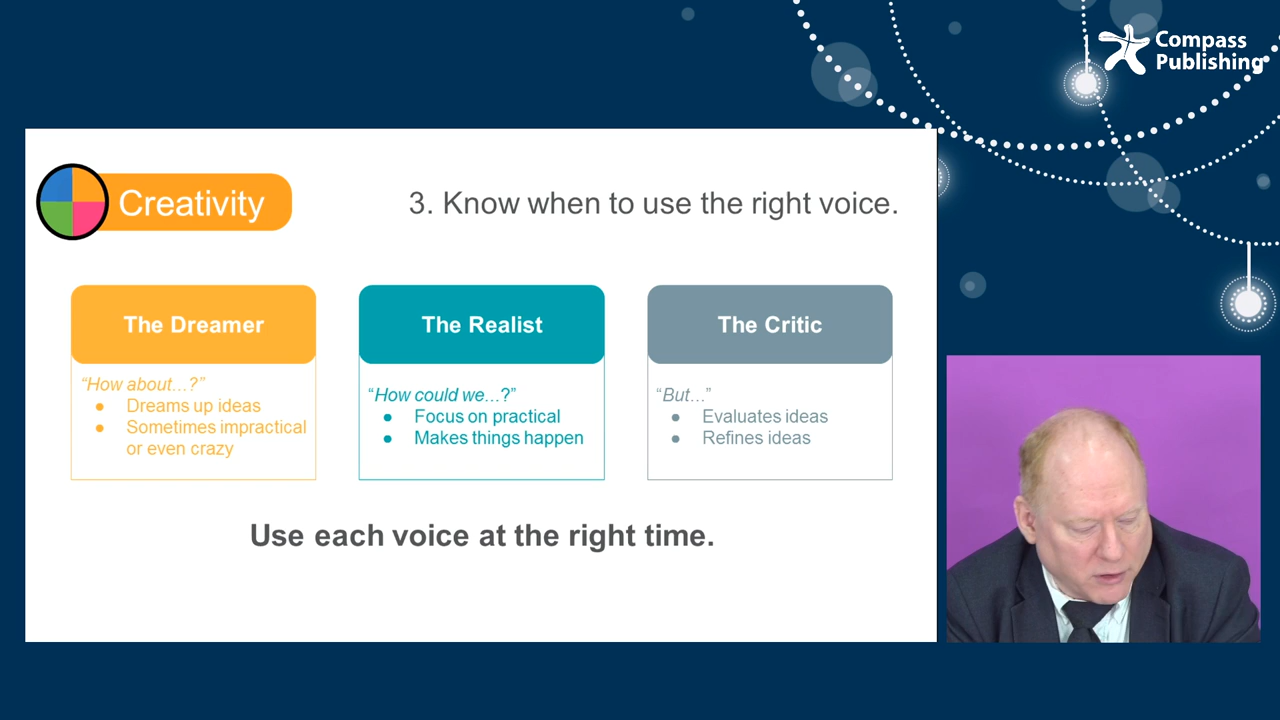 Compass
Publishing
Creativity
3. Know when to use the right voice.
The Dreamer
“How about…?”
● Dreams up ideas
● Sometimes impractical
or even crazy
The Realist
“How could we…?”
● Focus on practical
● Makes things happen
The Critic
“But…”
● Evaluates ideas
● Refines ideas
Use each voice at the right time.